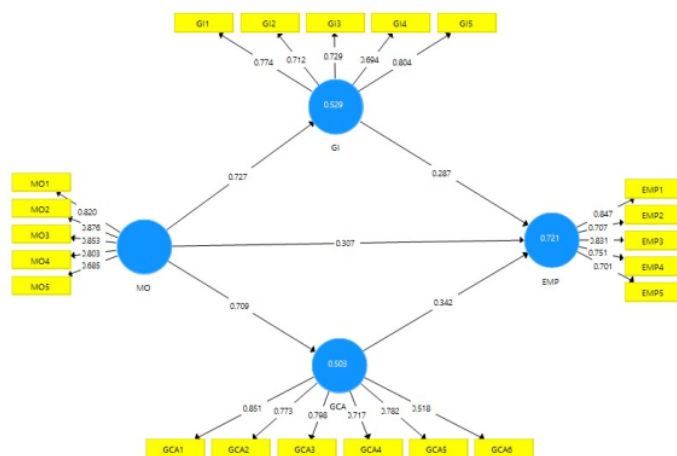 GI1 GI2 GI3 GI4 GI5
0.774 0.712 0.729 0.694 0.804
0.529
GI
0.727 0.287
MO1
MO2
MO3
MO4
MO5
0.820
0.876
0.853
0.803
0.685
MO
0.307
0.847
0.707
0.831
0.751
0.701
EMP1
EMP2
EMP3
EMP4
EMP5
0.721
EMP
0.709 0.342
0.503
GCA
0.851 0.773 0.798 0.717 0.782 0.518
GCA1 GCA2 GCA3 GCA4 GCA5 GCA6